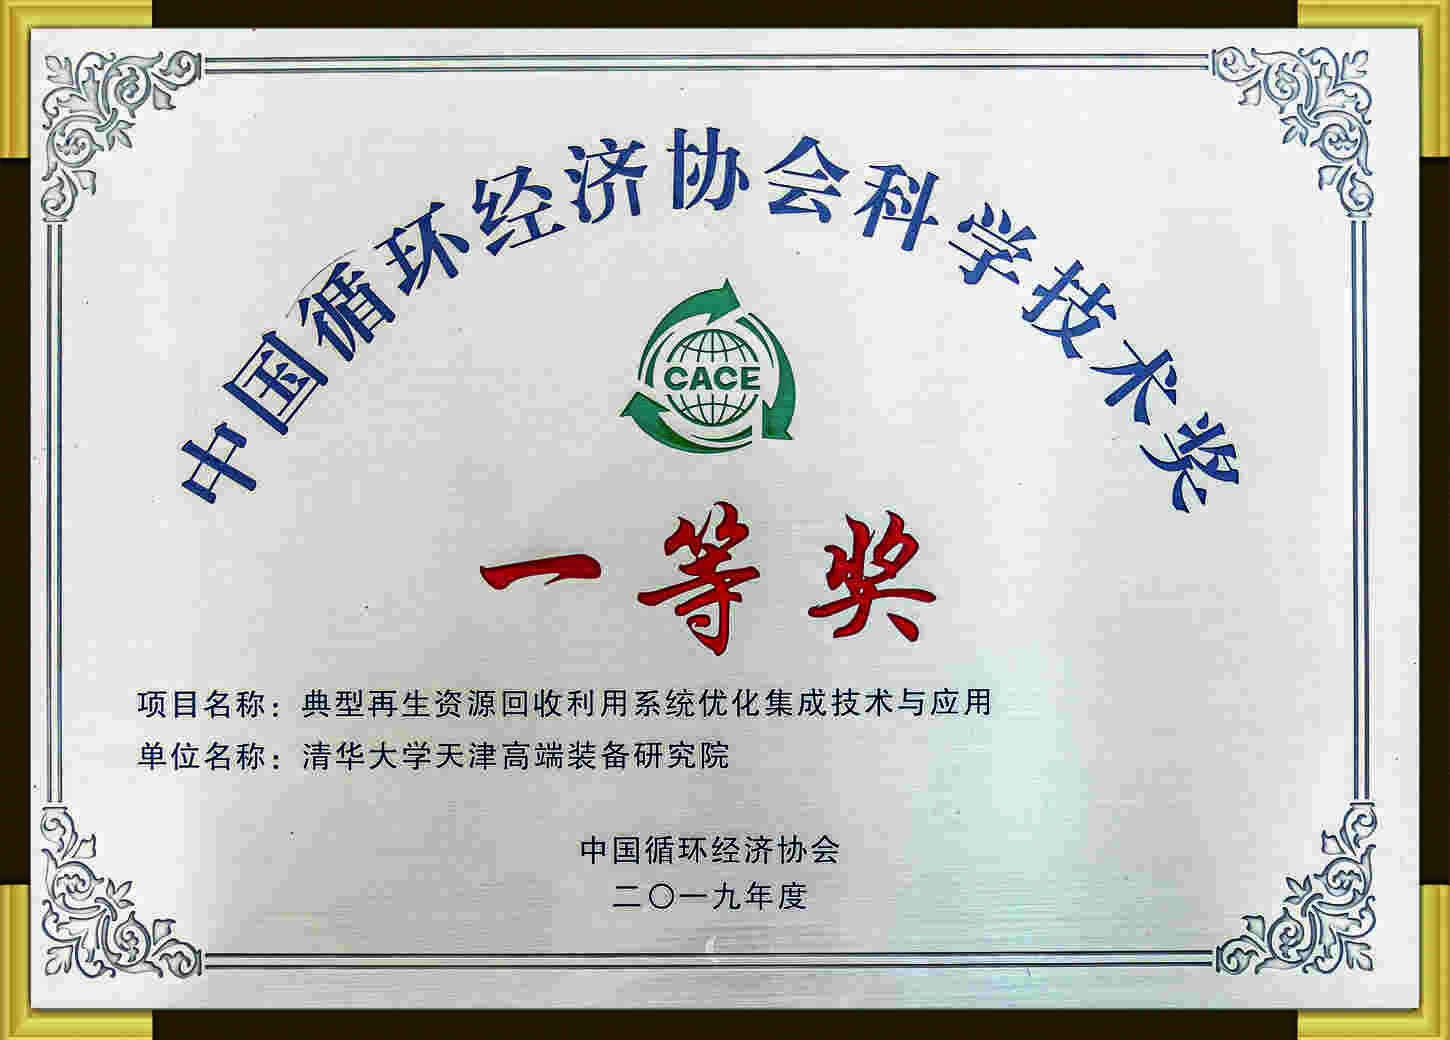 中国循环经济协会科学技术奖
CACE
一等奖
项目名称：典型再生资源回收利用系统优化集成技术与应用
单位名称：清华大学天津高端装备研究院
中国循环经济协会
二〇一九年度